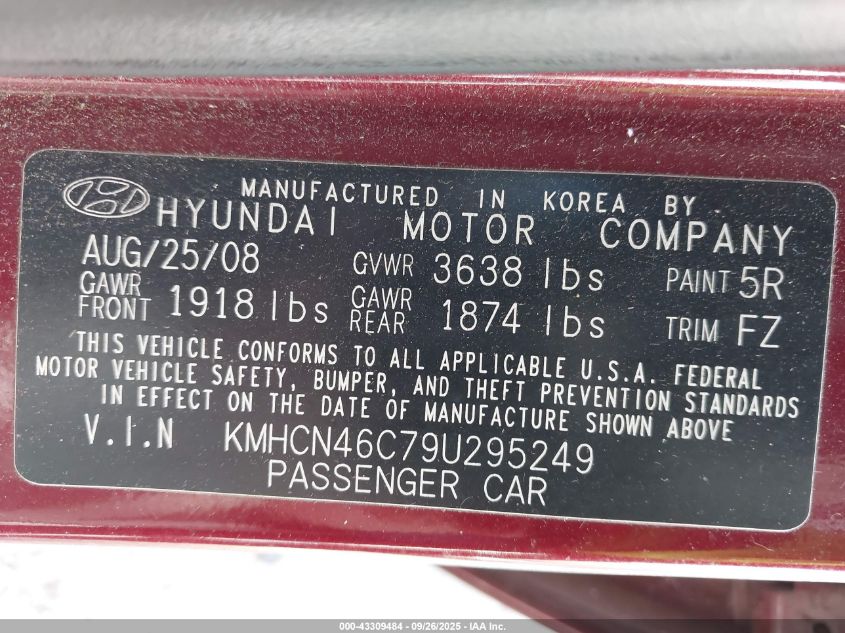 MANUFACTURED IN KOREA BY
HYUNDAI MOTOR COMPANY
AUG/25/08 GVWR 3638 lbs PAINT 5R
GAWR FRONT 1918 lbs GAWR REAR 1874 lbs TRIM FZ
THIS VEHICLE CONFORMS TO ALL APPLICABLE U.S.A. FEDERAL
MOTOR VEHICLE SAFETY, BUMPER, AND THEFT PREVENTION STANDARDS
IN EFFECT ON THE DATE OF MANUFACTURE SHOWN ABOVE
V.I.N KMHCN46C79U295249
PASSENGER CAR
000-43309484 - 09/26/2025 - IAA Inc.